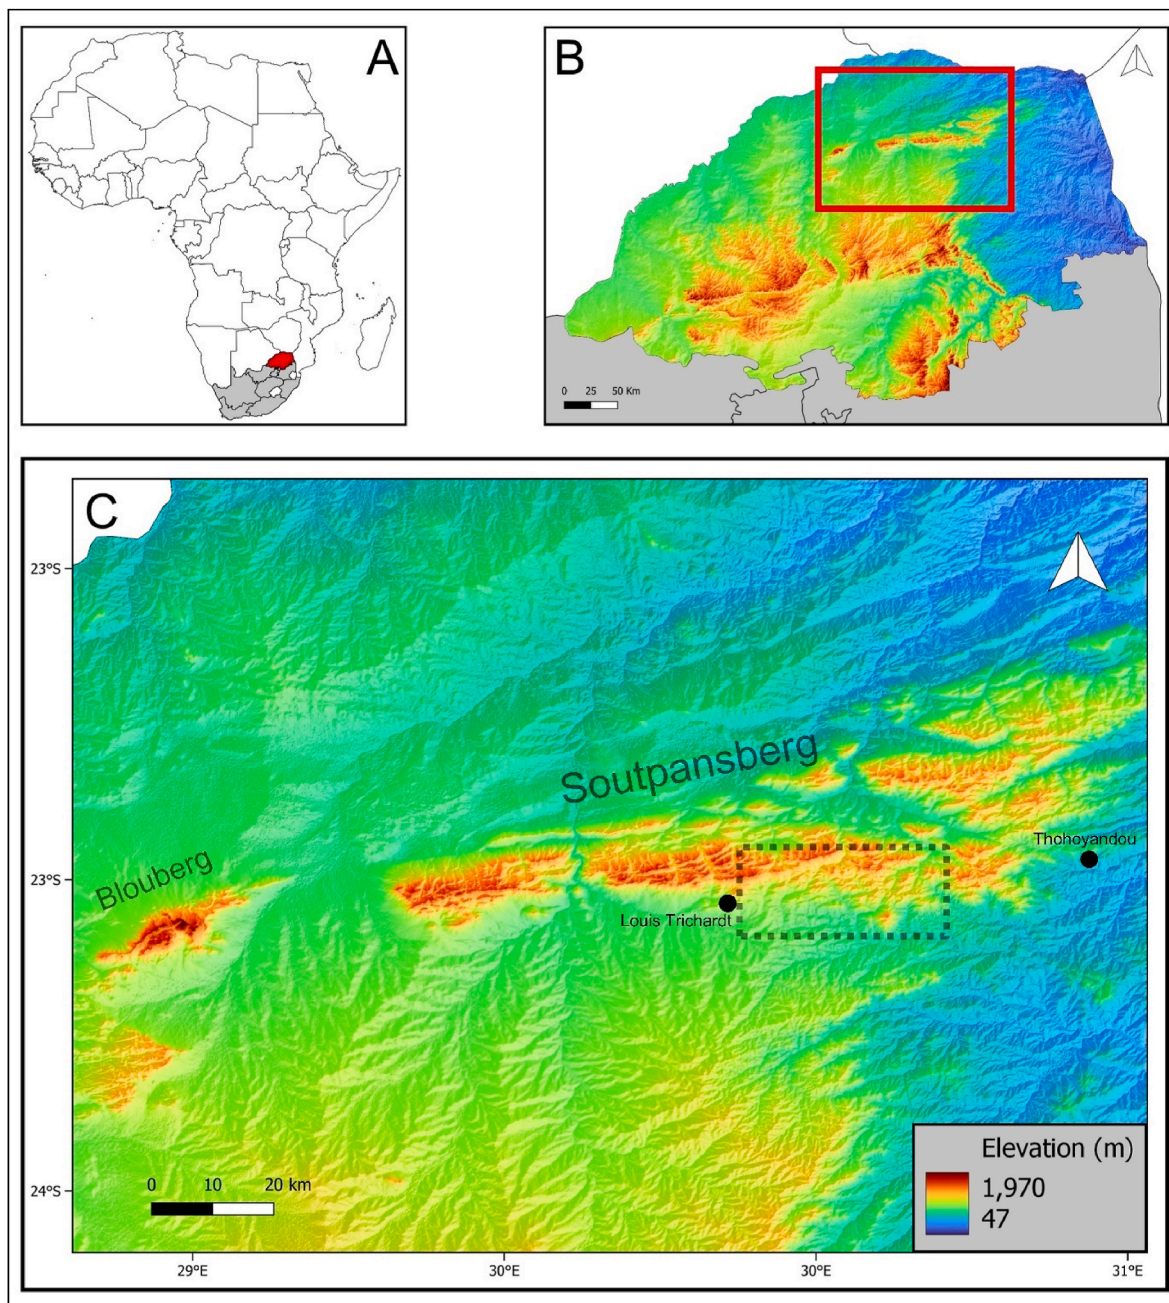 A
B
0 25 50 Km
C
23°S
Soutpansberg
Thohoyandou
Blouberg
23°S
Louis Trichardt
Elevation (m)
1,970
47
0 10 20 km
24°S
29°E 30°E 30°E 31°E